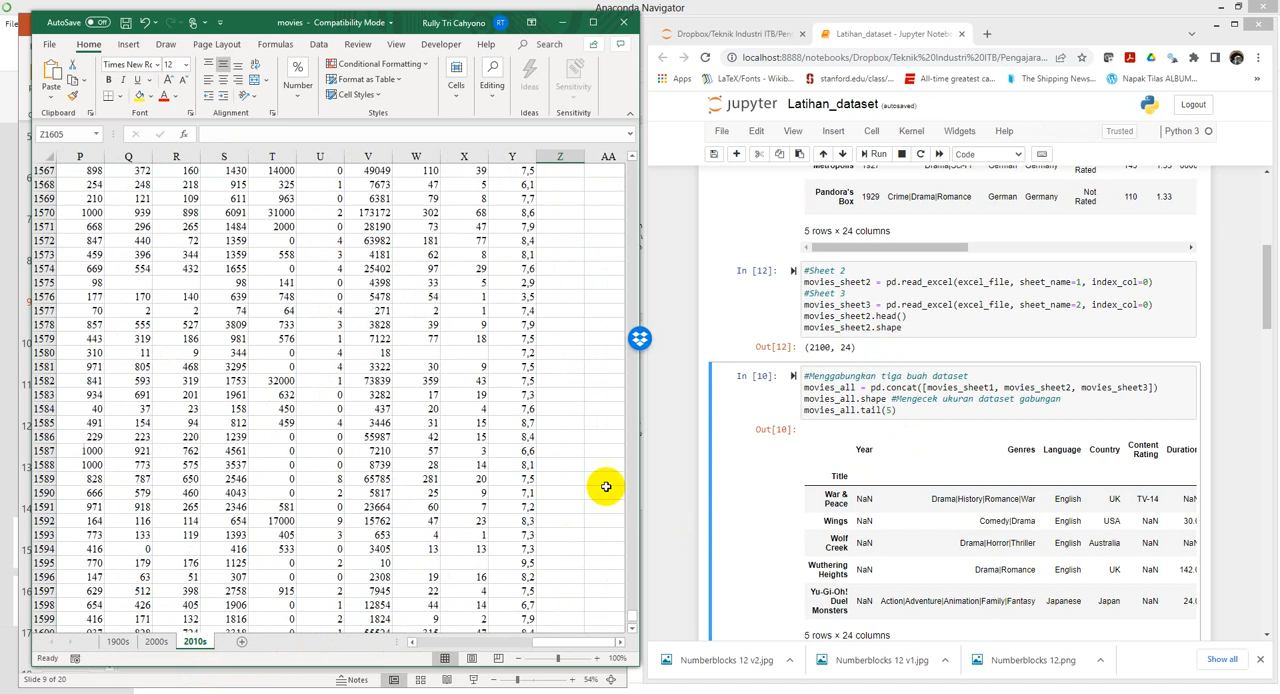 Anaconda Navigator
File
AutoSave Off movies - Compatibility Mode Rully Tri Cahyono RT
File Home Insert Draw Page Layout Formulas Data Review View Developer Help Search
Paste Times New Ro 12 B I U A A Number % Conditional Formatting Format as Table Cell Styles Cells Editing Ideas Sensitivity
Clipboard Font Alignment Styles Ideas Sensitivity
Z1605 fx
P Q R S T U V W X Y Z AA
1567 898 372 160 1430 14000 49049 110 39 7,5
1568 254 248 218 915 325 1 7673 47 5 6,1
1569 210 121 109 611 963 0 6381 79 8 7,7
1570 1000 939 898 6091 31000 2 173172 302 68 8,6
1571 668 296 265 1484 2000 0 28190 73 47 7,9
1572 847 440 72 1359 0 4 63982 181 77 8,4
1573 459 396 344 1359 558 3 4181 62 8 8,1
1574 669 554 432 1655 0 4 25402 97 29 7,6
1575 98 98 141 0 4398 33 5 2,9
1576 177 170 140 639 748 0 5478 54 1 3,5
1577 70 2 2 74 64 4 271 2 1 7,4
1578 857 555 527 3809 733 3 3828 39 9 7,9
1579 443 319 186 981 576 1 7122 77 18 7,5
1580 310 11 9 344 0 4 18 7,2
1581 971 805 468 3295 0 4 3322 30 9 7,5
1582 841 593 319 1753 32000 1 73839 359 43 7,5
1583 934 691 201 1961 632 0 3282 17 19 7,3
1584 40 37 23 158 450 0 437 20 4 7,6
1585 491 154 94 812 459 4 3446 31 15 8,7
1586 229 223 220 1239 0 0 55987 42 15 8,4
1587 1000 921 762 4561 0 0 7210 57 3 6,6
1588 1000 773 575 3537 0 0 8739 28 14 8,1
1589 828 787 650 2546 0 8 65785 281 20 7,5
1590 666 579 460 4043 0 2 5817 25 9 7,1
1591 971 918 265 2346 581 0 23664 60 7 7,2
1592 164 116 114 654 17000 9 15762 47 23 8,3
1593 773 133 119 1393 405 3 653 4 1 7,3
1594 416 0 416 533 0 3405 13 13 7,3
1595 770 179 176 1125 0 2 10 9,5
1596 147 63 51 307 0 0 2308 19 16 8,2
1597 629 512 398 2758 915 2 7945 22 4 7,5
1598 654 426 405 1906 0 1 12854 44 14 6,7
1599 416 171 132 1816 0 2 1824 9 2 7,3
1900s 2000s 2010s
Ready 100%
Slide 9 of 20 Notes 54%
Dropbox/Teknik Industri ITB/Pen Latihan_dataset - Jupyter Noteb
localhost:8888/notebooks/Dropbox/Teknik%20Industri%20ITB/Pengajara...
Apps LaTeX/Fonts - Wikib... stanford.edu/class/... All-time greatest ca... The Shipping News... Napak Tilas ALBUM...
jupyter Latihan_dataset (autosaved) Logout
File Edit View Insert Cell Kernel Widgets Help Trusted Python 3
Run Code
Metropolis 1927 German Germany Not Rated 145 1.33
Pandora's Box 1929 Crime|Drama|Romance German Germany Not Rated 110 1.33
5 rows × 24 columns
In [12]: #Sheet 2
movies_sheet2 = pd.read_excel(excel_file, sheet_name=1, index_col=0)
#Sheet 3
movies_sheet3 = pd.read_excel(excel_file, sheet_name=2, index_col=0)
movies_sheet2.head()
movies_sheet2.shape
Out[12]: (2100, 24)
In [10]: #Menggabungkan tiga buah dataset
movies_all = pd.concat([movies_sheet1, movies_sheet2, movies_sheet3])
movies_all.shape #Mengecek ukuran dataset gabungan
movies_all.tail(5)
Out[10]:
Year Genres Language Country Content Rating Duration
Title
War & Peace NaN Drama|History|Romance|War English UK TV-14 NaN
Wings NaN Comedy|Drama English USA NaN 30.0
Wolf Creek NaN Drama|Horror|Thriller English Australia NaN NaN
Wuthering Heights NaN Drama|Romance English UK NaN 142.0
Yu-Gi-Oh! Duel Monsters NaN Action|Adventure|Animation|Family|Fantasy Japanese Japan NaN 24.0
5 rows × 24 columns
Numberblocks 12 v2.jpg Numberblocks 12 v1.jpg Numberblocks 12.png Show all